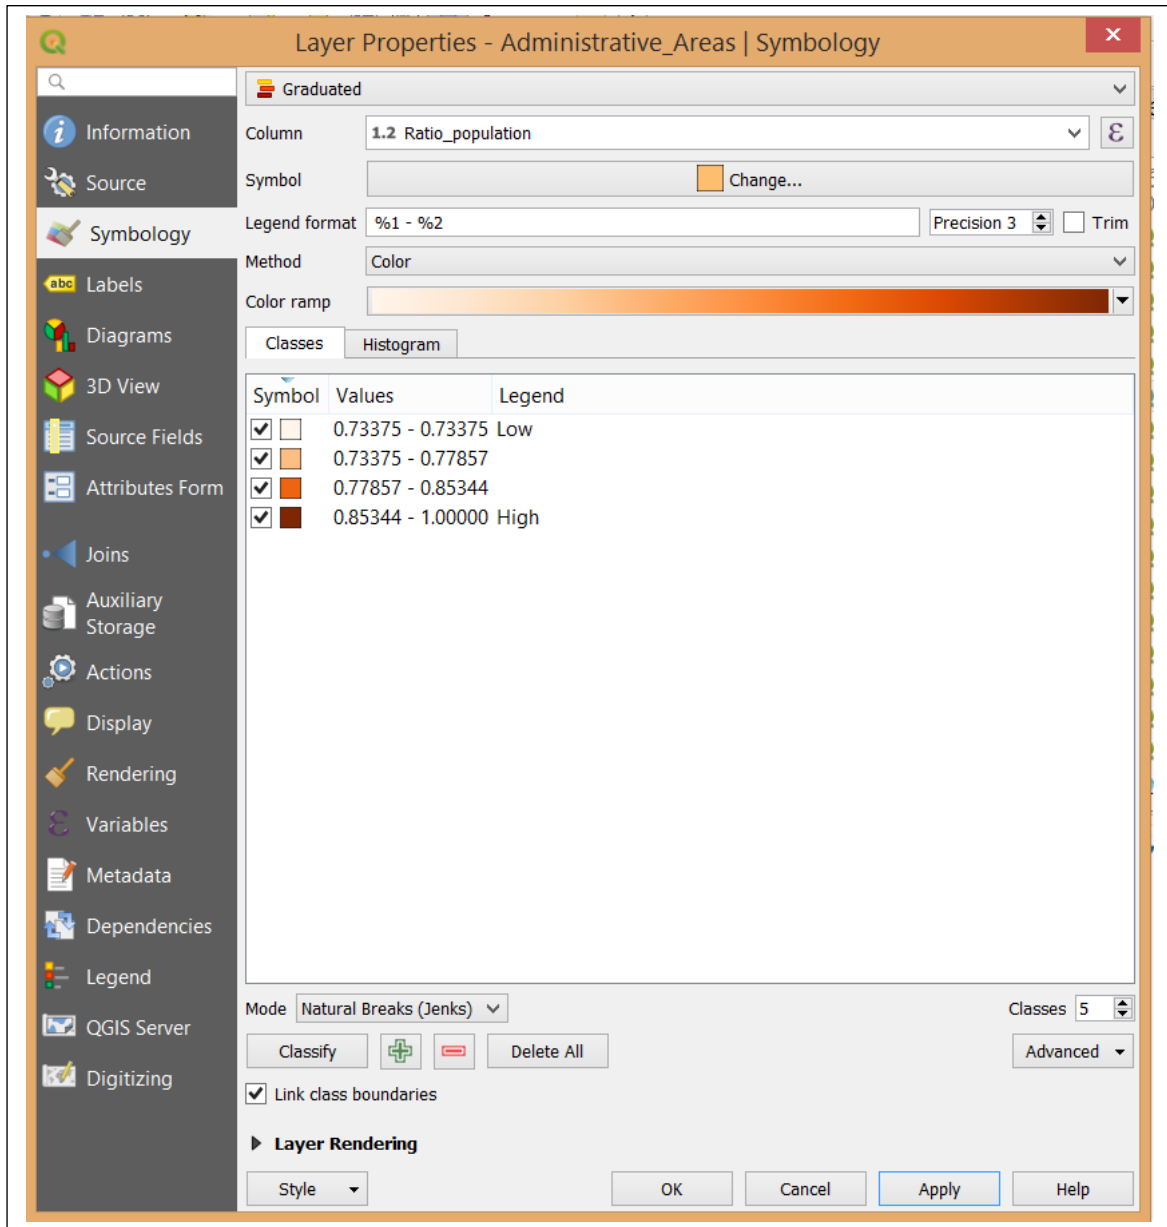 Layer Properties - Administrative_Areas | Symbology
Graduated
Information
Column
1.2 Ratio_population
ε
Source
Symbol
Change...
Symbology
Legend format
%1 - %2
Precision 3
Trim
Method
Color
abc
Labels
Color ramp
Diagrams
Classes
Histogram
3D View
Symbol Values Legend
Source Fields
0.73375 - 0.73375 Low
0.73375 - 0.77857
Attributes Form
0.77857 - 0.85344
0.85344 - 1.00000 High
Joins
Auxiliary
Storage
Actions
Display
Rendering
ε
Variables
Metadata
Dependencies
Legend
Mode
Natural Breaks (Jenks)
Classes 5
QGIS Server
Classify
Delete All
Advanced
Digitizing
Link class boundaries
Layer Rendering
Style
OK
Cancel
Apply
Help